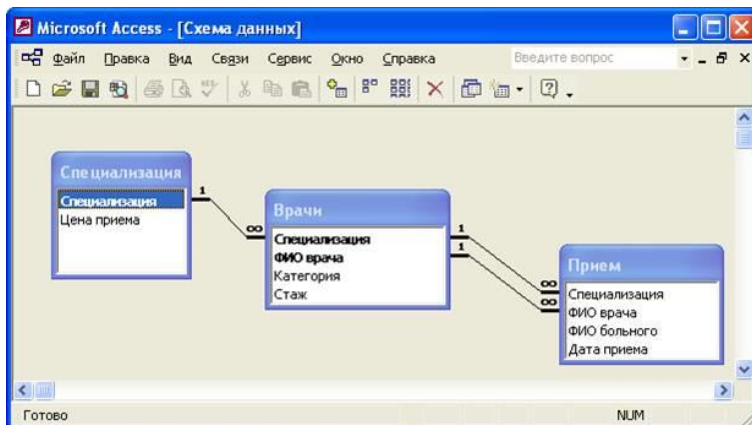 Microsoft Access - [Схема данных]
Файл Правка Вид Связи Сервис Окно Справка Введите вопрос
Специализация
Специализация
Цена приема
1
∞
Врачи
Специализация
ФИО врача
Категория
Стаж
1
1
∞
∞
Прием
Специализация
ФИО врача
ФИО больного
Дата приема
Готово NUM